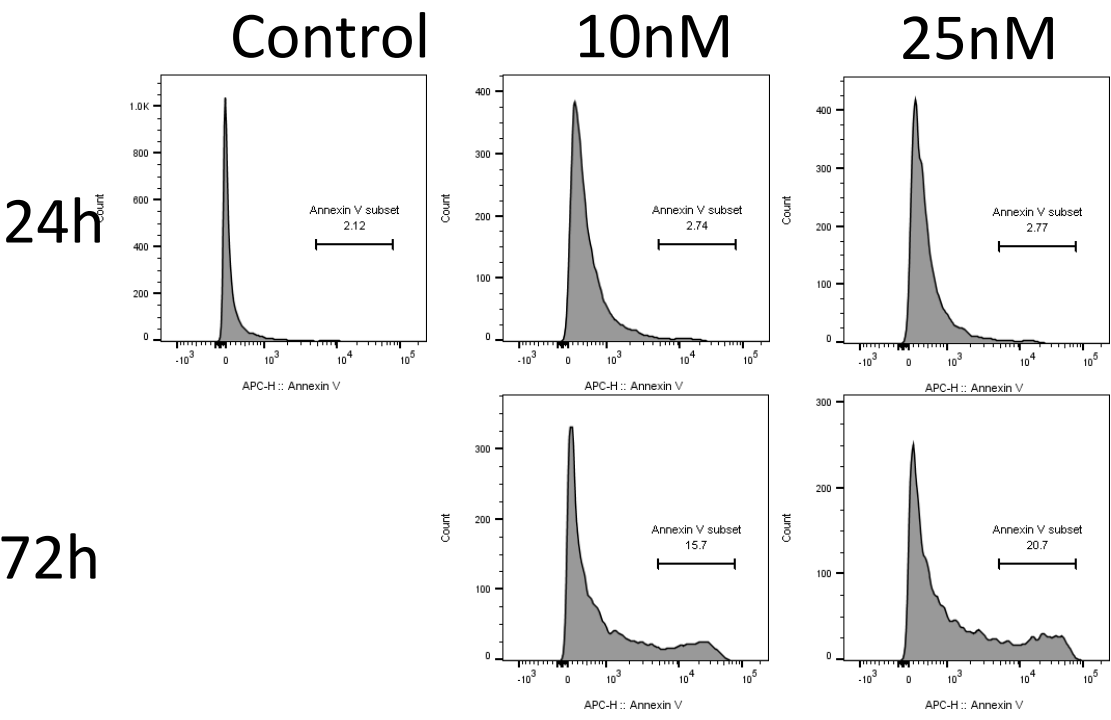 Control 10nM 25nM
24h
1.0K
800
600
400
200
0
Count
Annexin V subset
2.12
-10³ 0 10³ 10⁴ 10⁵
APC-H :: Annexin V
400
300
200
100
0
Count
Annexin V subset
2.74
-10³ 0 10³ 10⁴ 10⁵
APC-H :: Annexin V
400
300
200
100
0
Count
Annexin V subset
2.77
-10³ 0 10³ 10⁴ 10⁵
APC-H :: Annexin V
72h
300
200
100
0
Count
Annexin V subset
15.7
-10³ 0 10³ 10⁴ 10⁵
APC-H :: Annexin V
300
200
100
0
Count
Annexin V subset
20.7
-10³ 0 10³ 10⁴ 10⁵
APC-H :: Annexin V